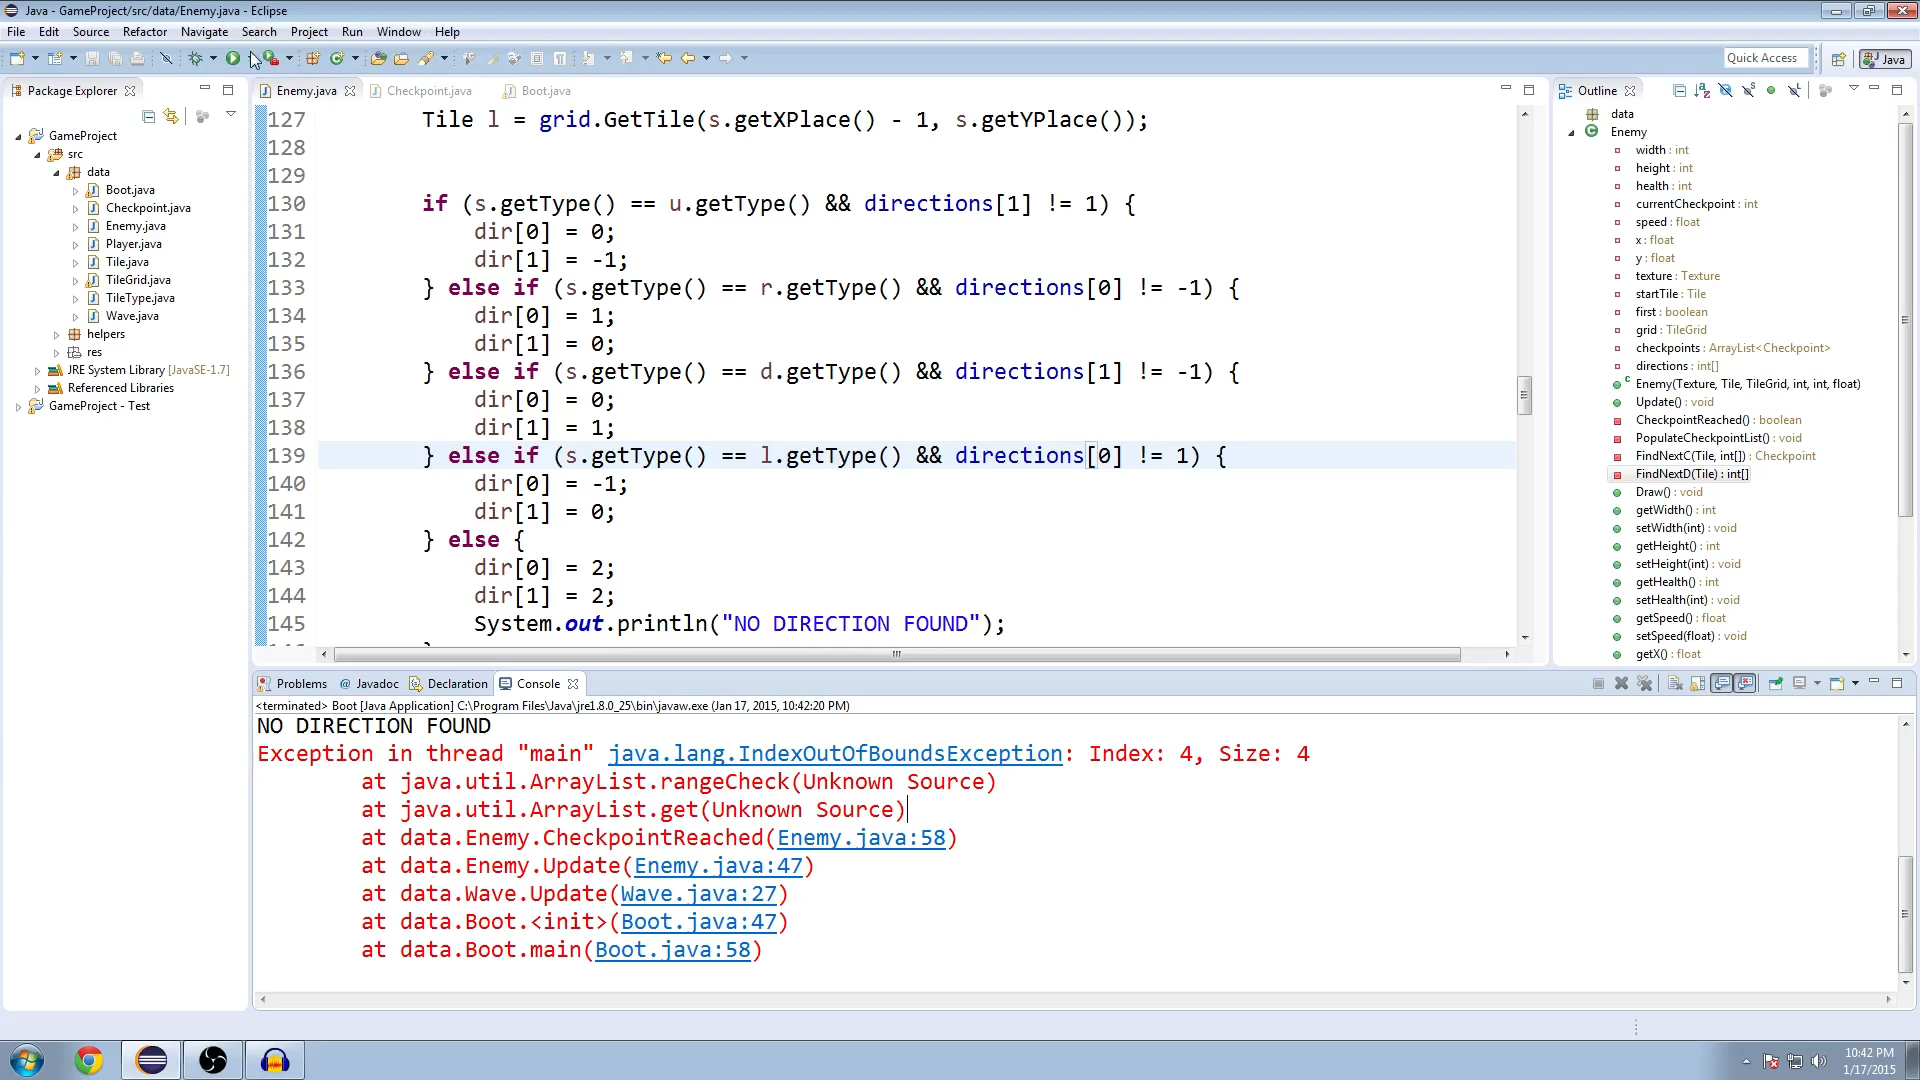 Java - GameProject/src/data/Enemy.java - Eclipse
File Edit Source Refactor Navigate Search Project Run Window Help
Quick Access
Java
Package Explorer
GameProject
src
data
Boot.java
Checkpoint.java
Enemy.java
Player.java
Tile.java
TileGrid.java
TileType.java
Wave.java
helpers
res
JRE System Library [JavaSE-1.7]
Referenced Libraries
GameProject - Test
Enemy.java Checkpoint.java Boot.java
127 Tile l = grid.GetTile(s.getXPlace() - 1, s.getYPlace());
128
129
130 if (s.getType() == u.getType() && directions[1] != 1) {
131 dir[0] = 0;
132 dir[1] = -1;
133 } else if (s.getType() == r.getType() && directions[0] != -1) {
134 dir[0] = 1;
135 dir[1] = 0;
136 } else if (s.getType() == d.getType() && directions[1] != -1) {
137 dir[0] = 0;
138 dir[1] = 1;
139 } else if (s.getType() == l.getType() && directions[0] != 1) {
140 dir[0] = -1;
141 dir[1] = 0;
142 } else {
143 dir[0] = 2;
144 dir[1] = 2;
145 System.out.println("NO DIRECTION FOUND");
Outline
data
Enemy
width : int
height : int
health : int
currentCheckpoint : int
speed : float
x : float
y : float
texture : Texture
startTile : Tile
first : boolean
grid : TileGrid
checkpoints : ArrayList<Checkpoint>
directions : int[]
Enemy(Texture, Tile, TileGrid, int, int, float)
Update() : void
CheckpointReached() : boolean
PopulateCheckpointList() : void
FindNextC(Tile, int[]) : Checkpoint
FindNextD(Tile) : int[]
Draw() : void
getWidth() : int
setWidth(int) : void
getHeight() : int
setHeight(int) : void
getHealth() : int
setHealth(int) : void
getSpeed() : float
setSpeed(float) : void
getX() : float
Problems @ Javadoc Declaration Console
<terminated> Boot [Java Application] C:\Program Files\Java\jre1.8.0_25\bin\javaw.exe (Jan 17, 2015, 10:42:20 PM)
NO DIRECTION FOUND
Exception in thread "main" java.lang.IndexOutOfBoundsException: Index: 4, Size: 4
at java.util.ArrayList.rangeCheck(Unknown Source)
at java.util.ArrayList.get(Unknown Source)
at data.Enemy.CheckpointReached(Enemy.java:58)
at data.Enemy.Update(Enemy.java:47)
at data.Wave.Update(Wave.java:27)
at data.Boot.<init>(Boot.java:47)
at data.Boot.main(Boot.java:58)
10:42 PM
1/17/2015